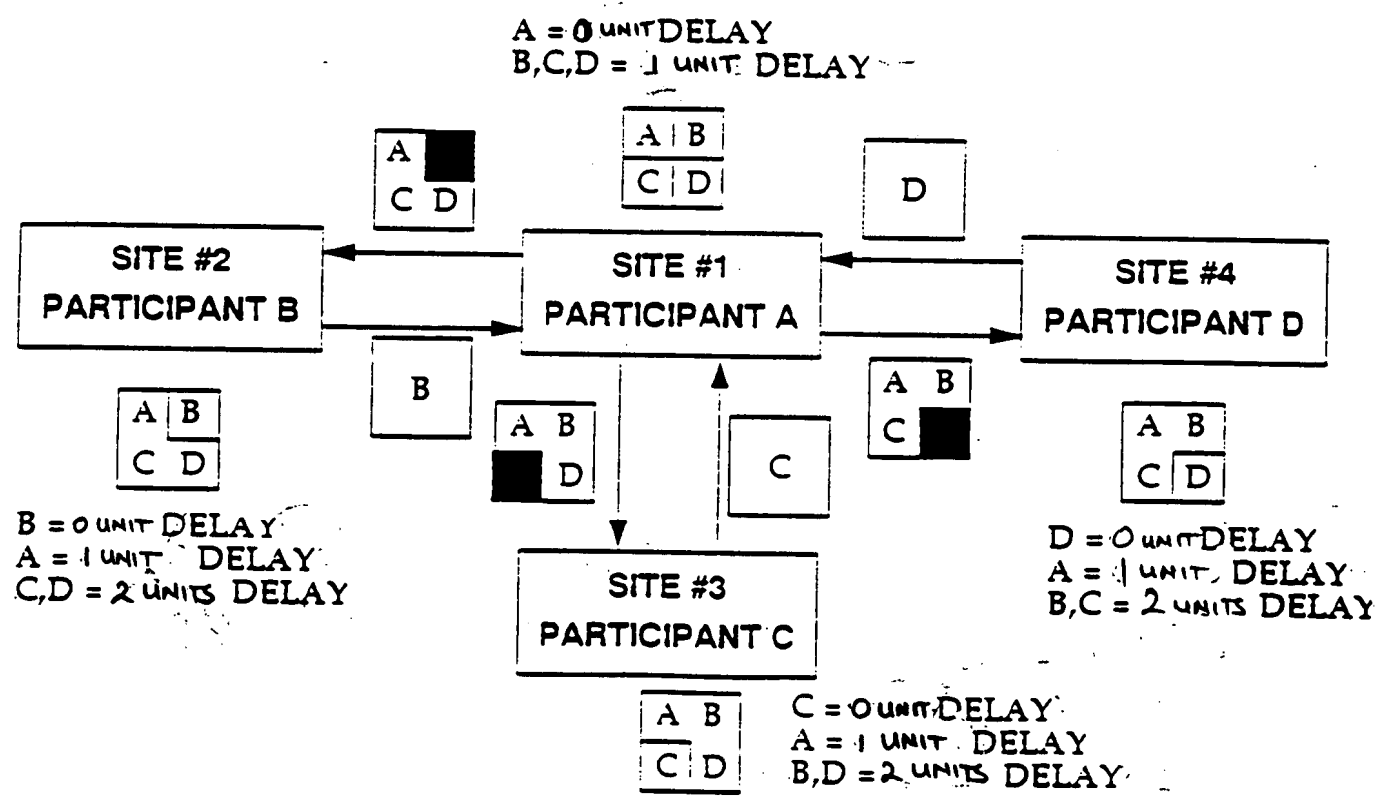 A = 0 UNIT DELAY
B,C,D = 1 UNIT DELAY
A B
C D
A
C D
D
SITE #2
PARTICIPANT B
SITE #1
PARTICIPANT A
SITE #4
PARTICIPANT D
B
A B
D
C
A B
C
A B
C D
A B
C D
B = 0 UNIT DELAY
A = 1 UNIT DELAY
C,D = 2 UNITS DELAY
D = 0 UNIT DELAY
A = 1 UNIT DELAY
B,C = 2 UNITS DELAY
SITE #3
PARTICIPANT C
A B
C D
C = 0 UNIT DELAY
A = 1 UNIT DELAY
B,D = 2 UNITS DELAY